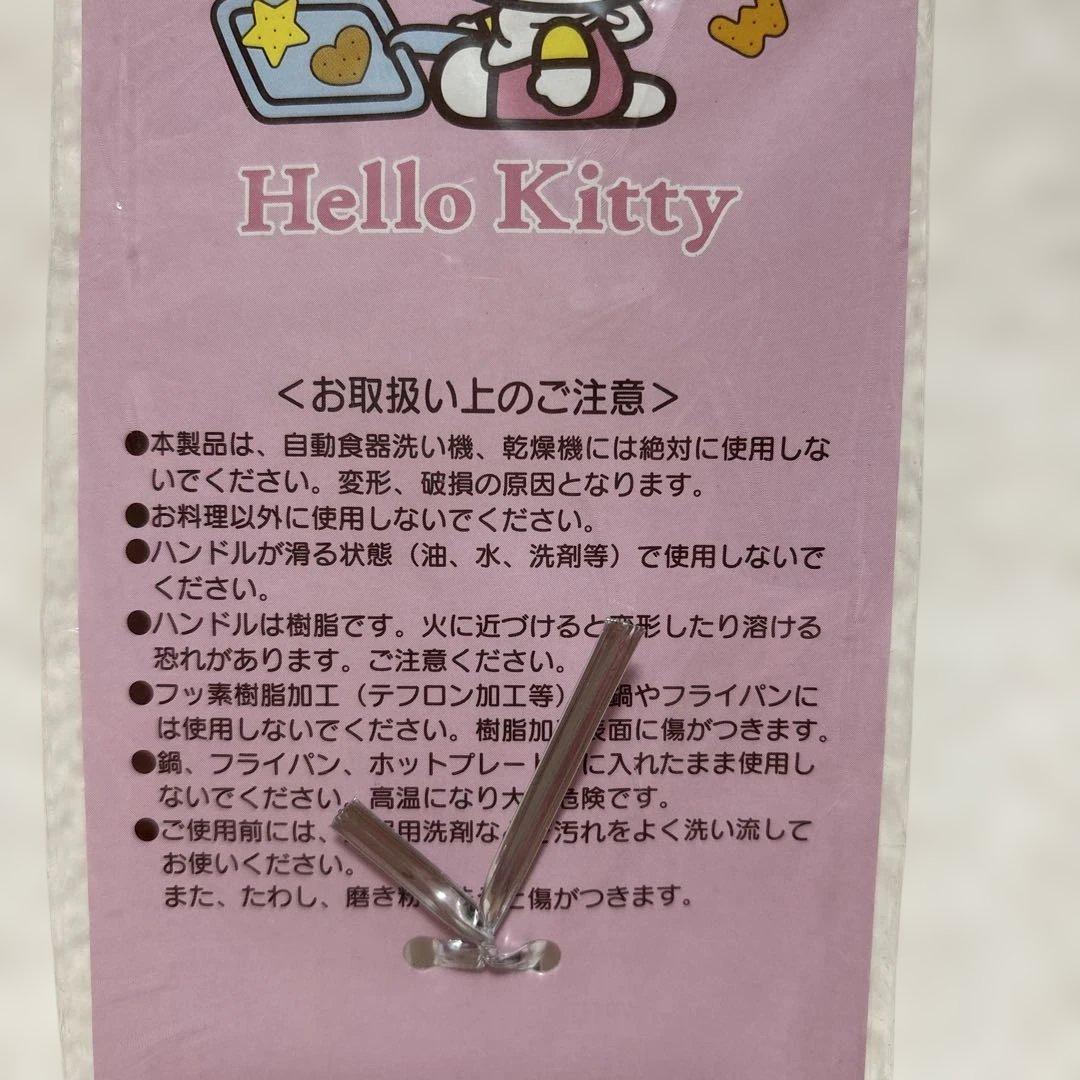 Hello Kitty
<お取扱い上のご注意>
●本製品は、自動食器洗い機、乾燥機には絶対に使用しな
いでください。変形、破損の原因となります。
●お料理以外に使用しないでください。
●ハンドルが滑る状態（油、水、洗剤等）で使用しないで
ください。
●ハンドルは樹脂です。火に近づけると変形したり溶ける
恐れがあります。ご注意ください。
●フッ素樹脂加工（テフロン加工等）鍋やフライパンに
は使用しないでください。樹脂加 表面に傷がつきます。
●鍋、フライパン、ホットプレート に入れたまま使用し
ないでください。高温になり大 危険です。
●ご使用前には、 用洗剤な 汚れをよく洗い流して
お使いください。
また、たわし、磨き粉 と傷がつきます。